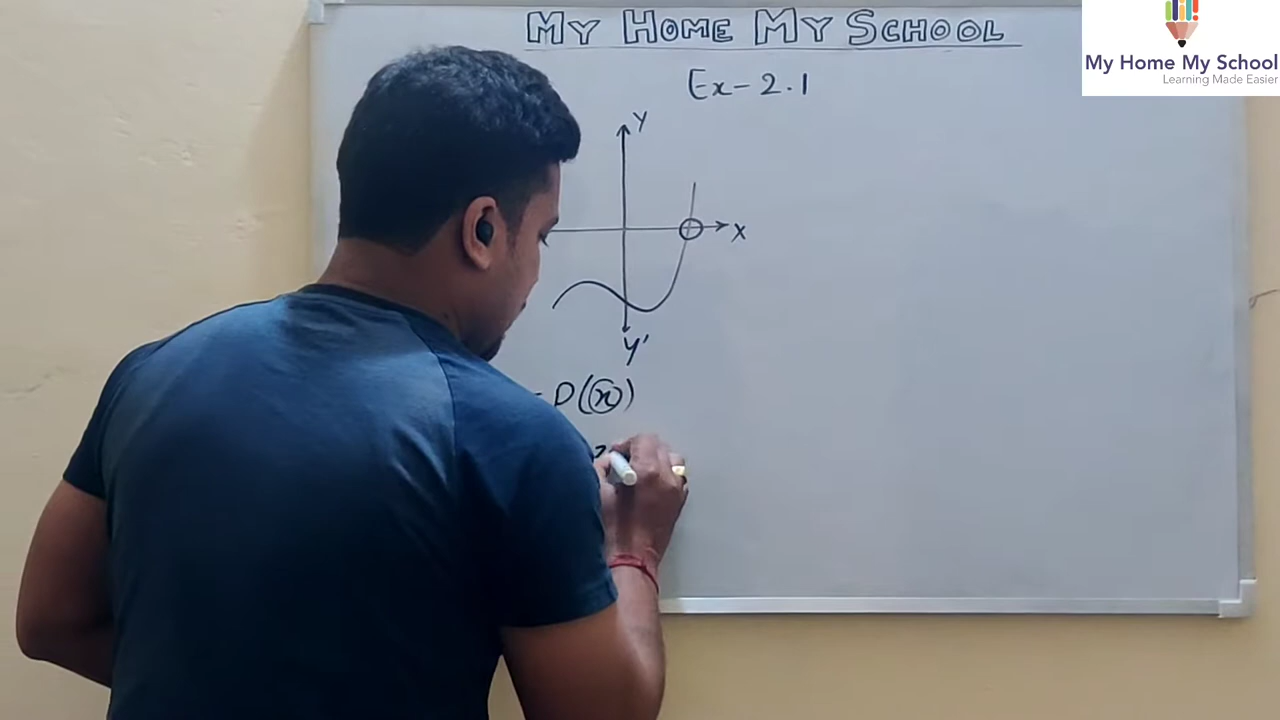 MY HOME MY SCHOOL
My Home My School
Learning Made Easier
Ex-2.1
Y
X
Y'
P(x)